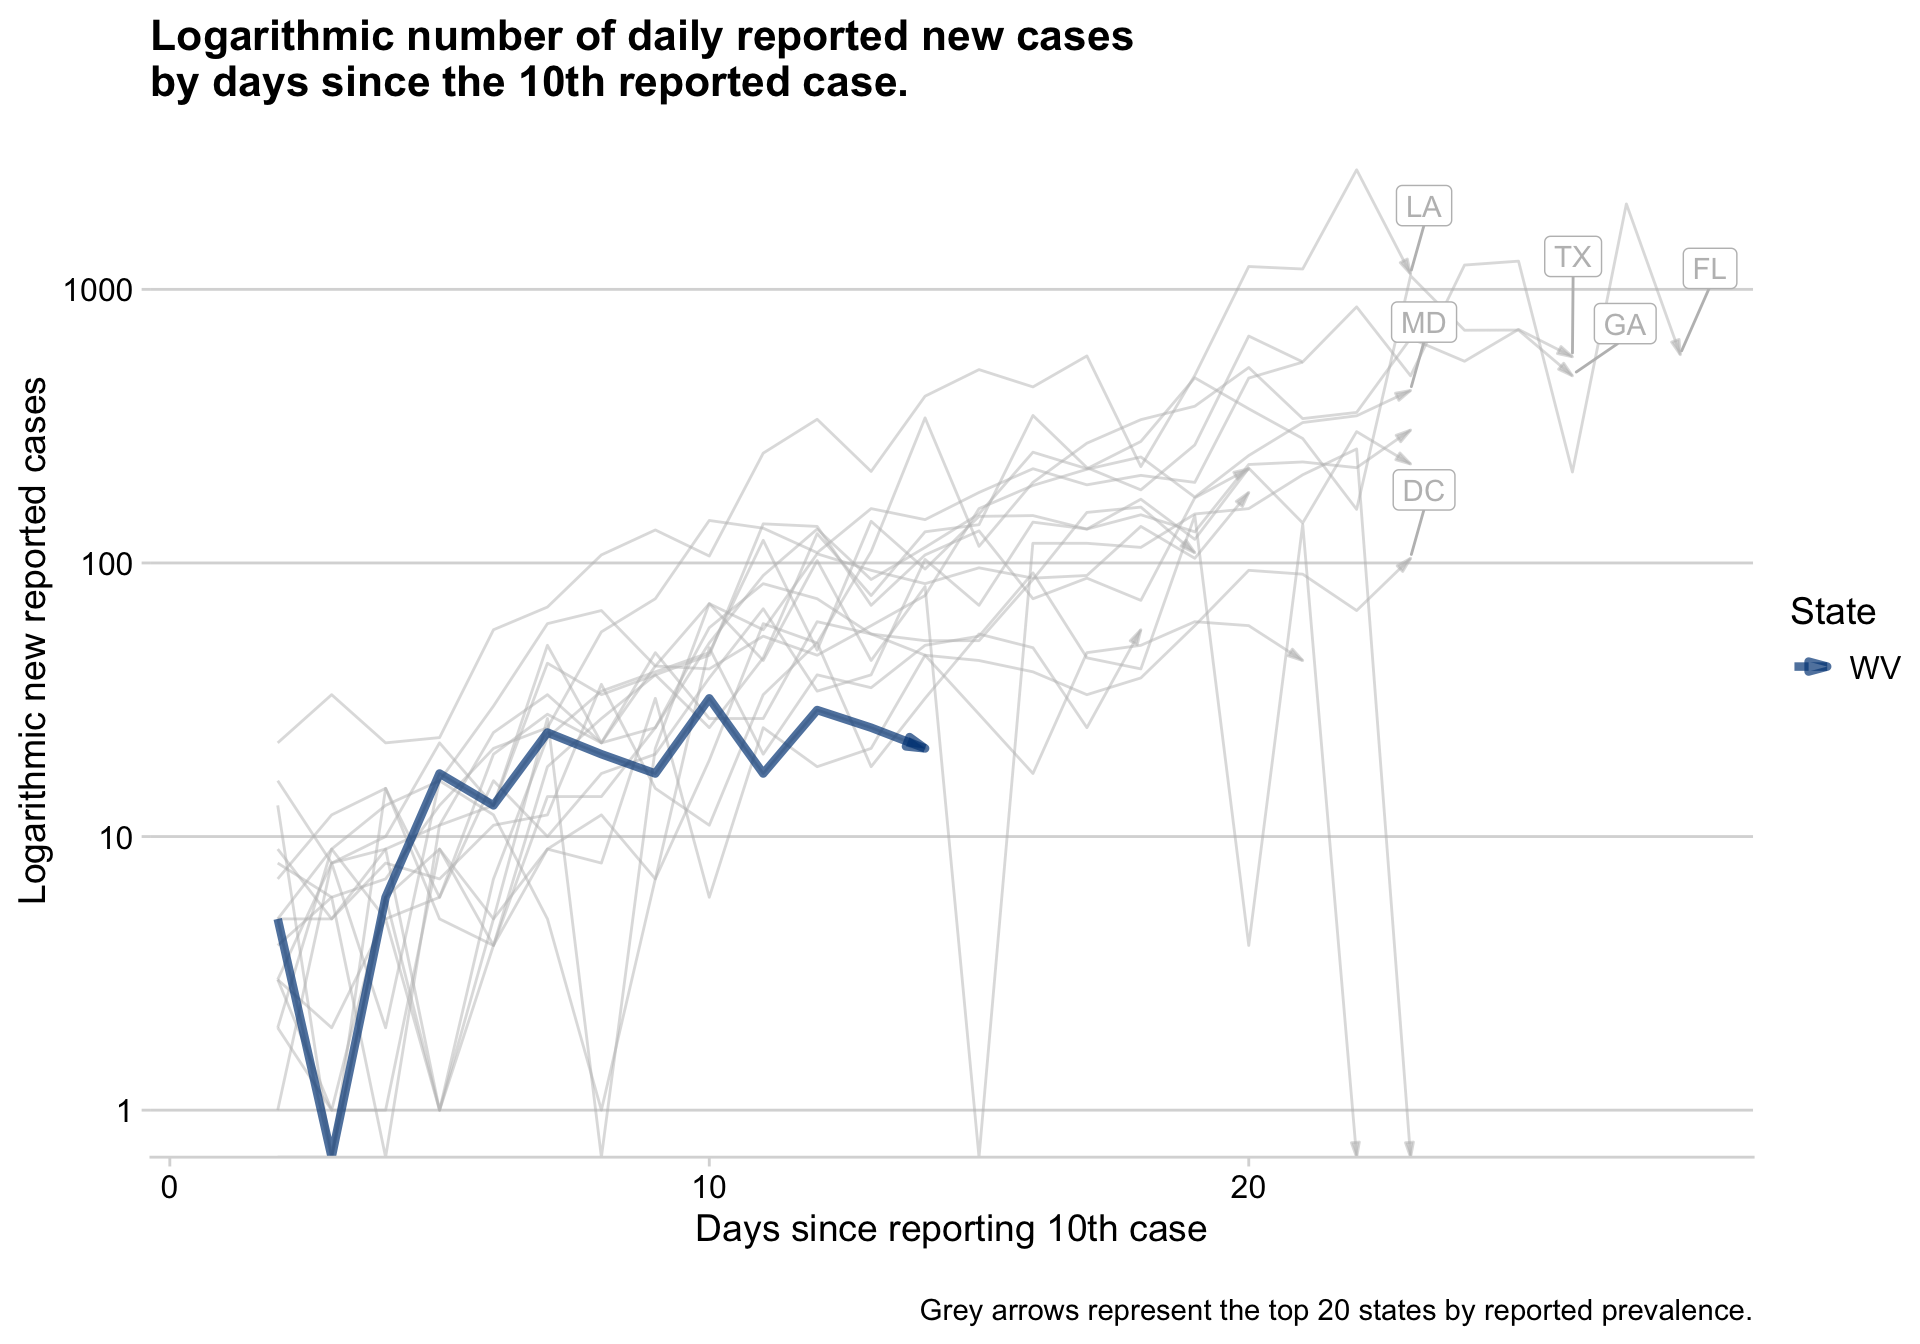 Logarithmic number of daily reported new cases
by days since the 10th reported case.
LA
TX
FL
1000
MD
GA
DC
100
10
1
Logarithmic new reported cases
State
WV
0
10
20
Days since reporting 10th case
Grey arrows represent the top 20 states by reported prevalence.